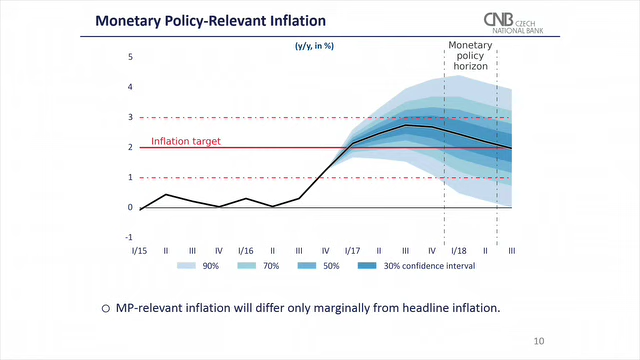 Monetary Policy-Relevant Inflation
CNB CZECH
NATIONAL BANK
(y/y, in %)
Monetary
policy
horizon
5
4
3
Inflation target
2
1
0
-1
I/15 II III IV I/16 II III IV I/17 II III IV I/18 II III
90% 70% 50% 30% confidence interval
MP-relevant inflation will differ only marginally from headline inflation.
10